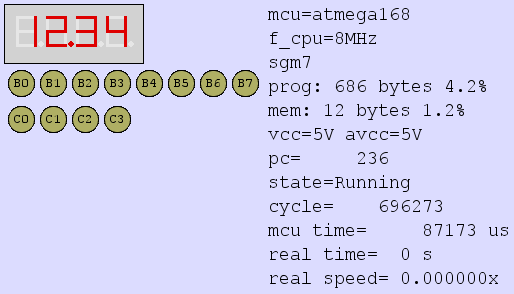 12.34
B0 B1 B2 B3 B4 B5 B6 B7
C0 C1 C2 C3
mcu=atmega168
f_cpu=8MHz
sgm7
prog: 686 bytes 4.2%
mem: 12 bytes 1.2%
vcc=5V avcc=5V
pc=     236
state=Running
cycle=    696273
mcu time=     87173 us
real time=  0 s
real speed= 0.000000x